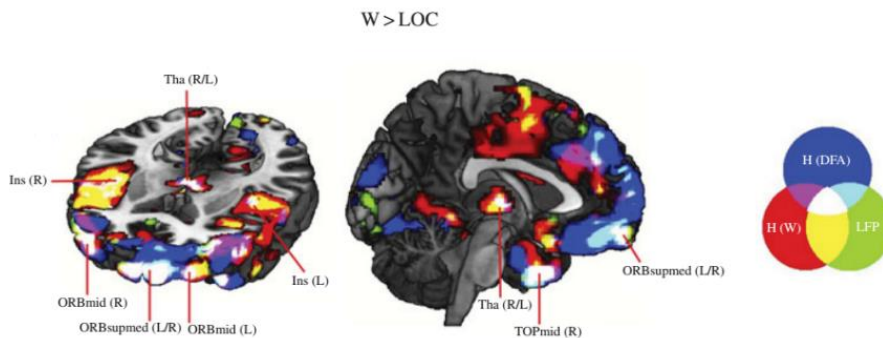 W > LOC
Tha (R/L)
Ins (R)
Ins (L)
ORBmid (R)
ORBsupmed (L/R)
ORBmid (L)
Tha (R/L)
TOPmid (R)
ORBsupmed (L/R)
H (DFA)
H (W)
LFP